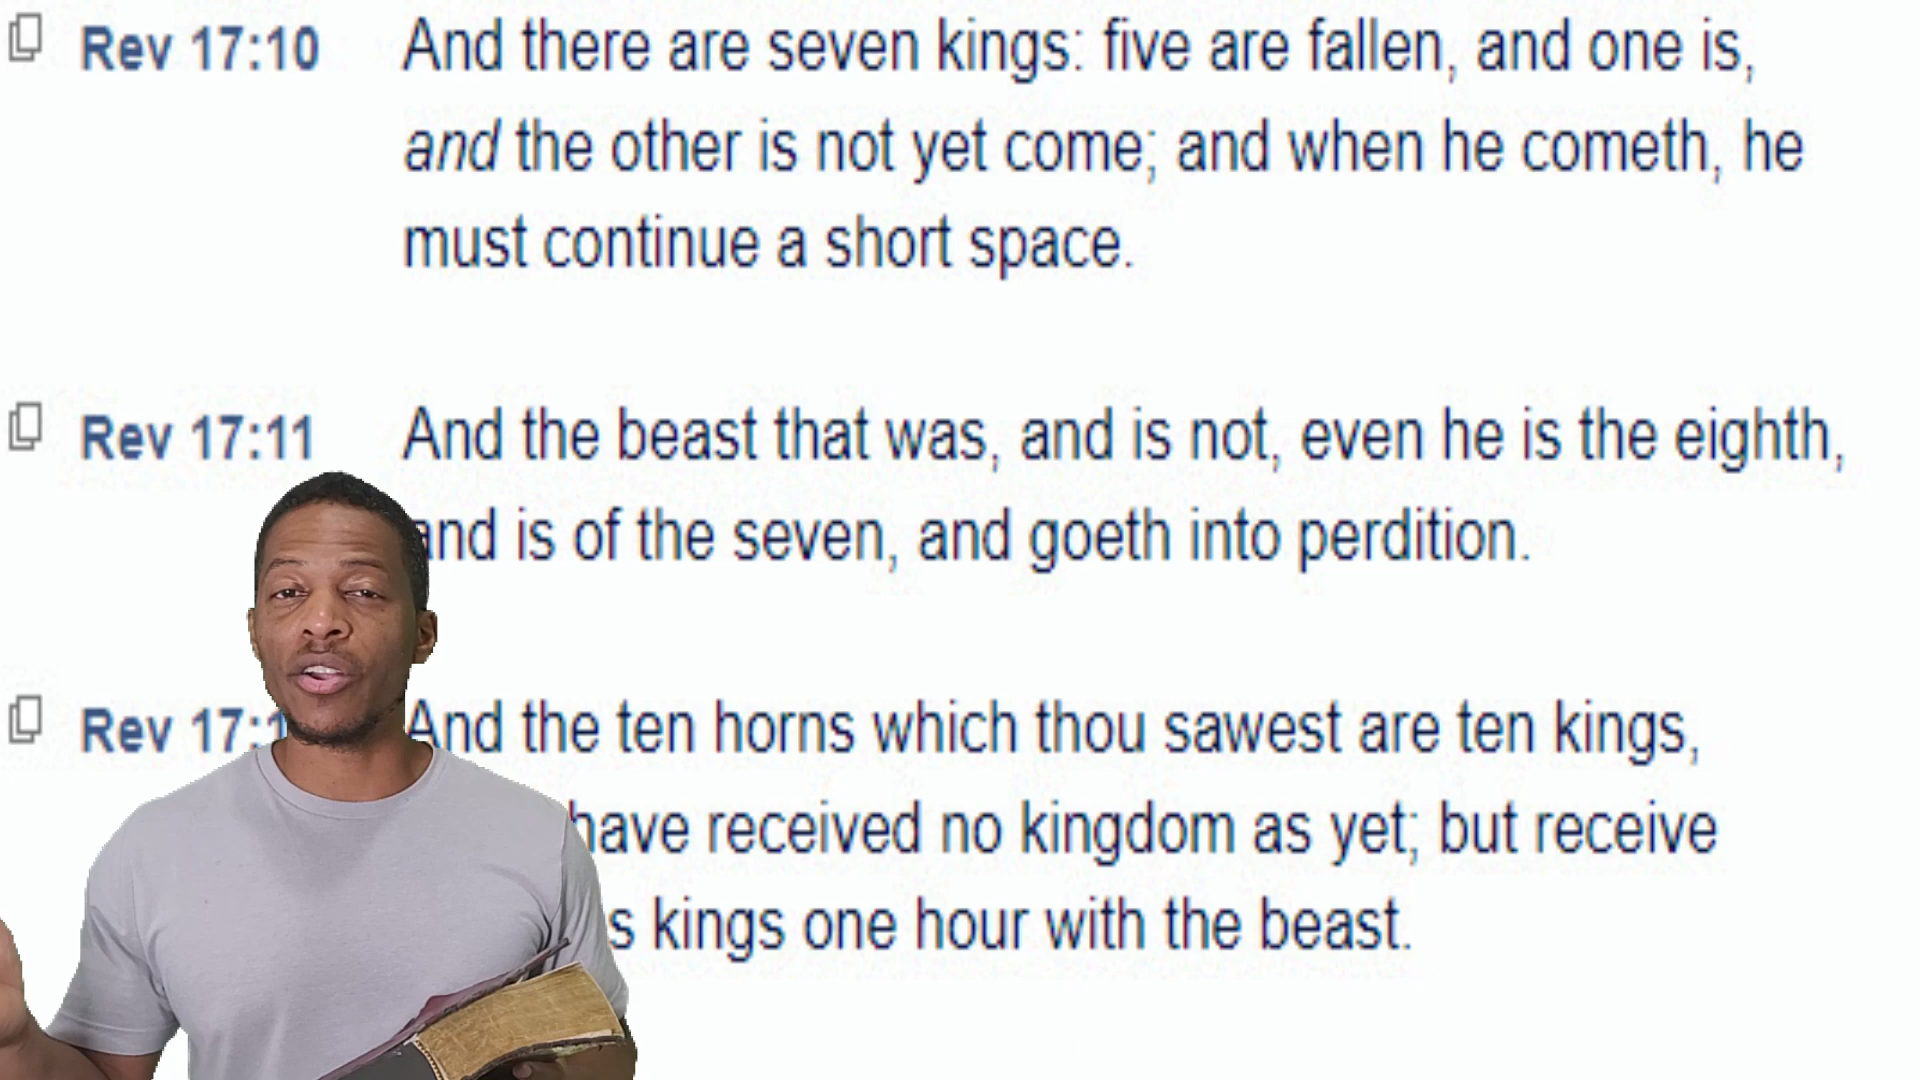 Rev 17:10 And there are seven kings: five are fallen, and one is,
and the other is not yet come; and when he cometh, he
must continue a short space.
Rev 17:11 And the beast that was, and is not, even he is the eighth,
and is of the seven, and goeth into perdition.
Rev 17:1 And the ten horns which thou sawest are ten kings,
have received no kingdom as yet; but receive
s kings one hour with the beast.